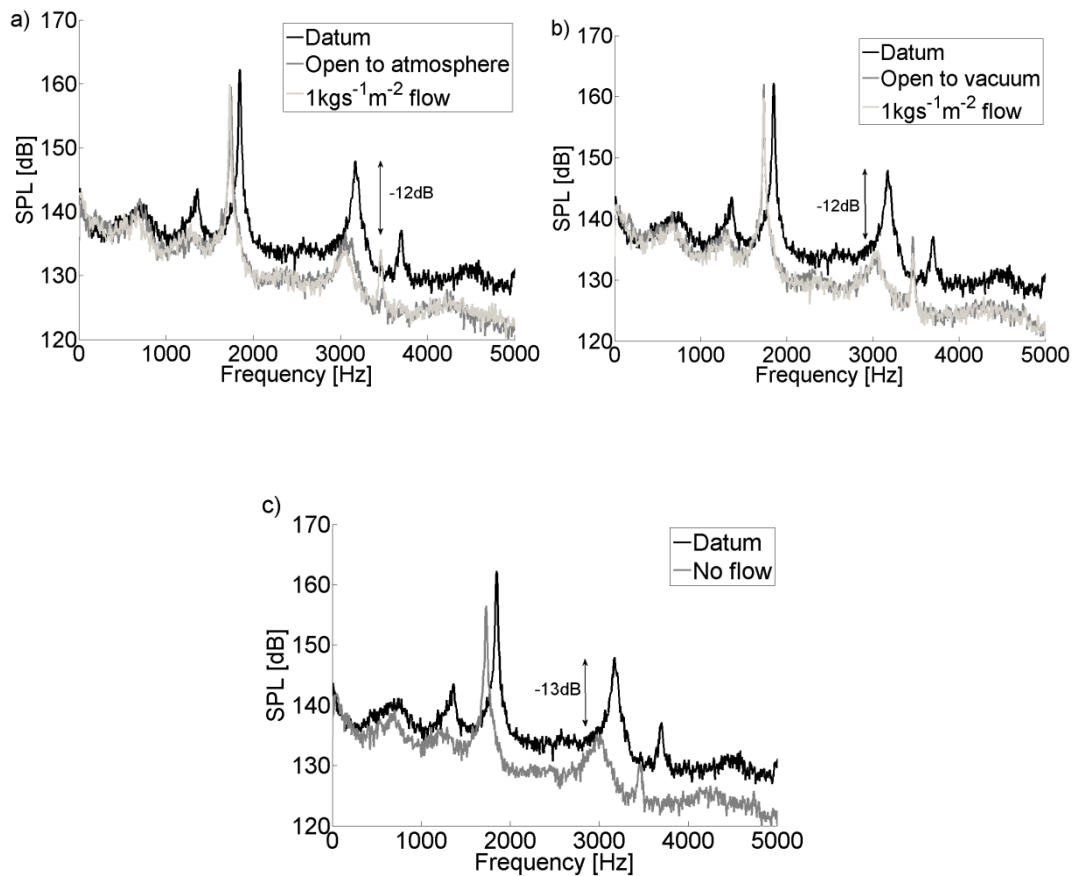 a)
170
160
150
140
130
120
SPL [dB]
0 1000 2000 3000 4000 5000
Frequency [Hz]
Datum
Open to atmosphere
1kgs⁻¹m⁻² flow
-12dB
b)
170
160
150
140
130
120
SPL [dB]
0 1000 2000 3000 4000 5000
Frequency [Hz]
Datum
Open to vacuum
1kgs⁻¹m⁻² flow
-12dB
c)
170
160
150
140
130
120
SPL [dB]
0 1000 2000 3000 4000 5000
Frequency [Hz]
Datum
No flow
-13dB